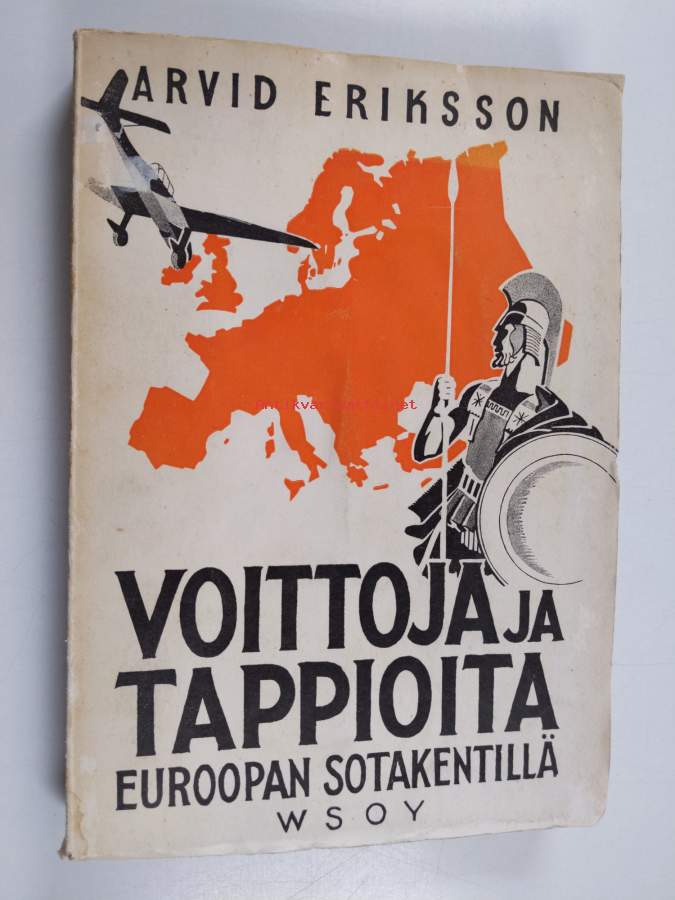 ARVID ERIKSSON
VOITTOJA JA
TAPPIOITA
EUROOPAN SOTAKENTILLÄ
WSOY